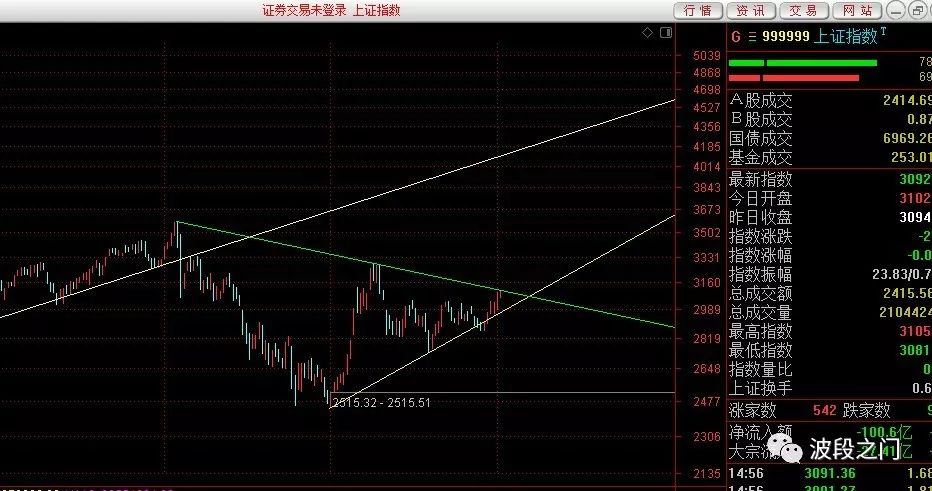 证券交易未登录 上证指数
行情 资讯 交易 网站
5039
4868
4698
4527
4356
4185
4014
3843
3673
3502
3331
3160
2989
2819
2648
2477
2306
2135
2515.32 - 2515.51
G 999999 上证指数 T
78
69
A股成交 2414.69
B股成交 0.87
国债成交 6969.26
基金成交 253.01
最新指数 3092
今日开盘 3102
昨日收盘 3094
指数涨跌 -2
指数涨幅 -0.0
指数振幅 23.83/0.7
总成交额 2415.56
总成交量 2104424
最高指数 3105
最低指数 3081
指数量比 0
上证换手 0.6
涨家数 542 跌家数
净流入额 -100.6亿
大宗流
波段之门
14:56 3091.36 1.68
14:56 3091.37 1.81